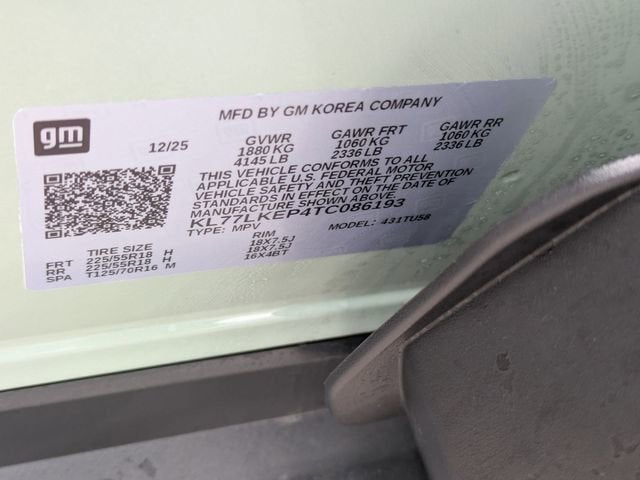 gm
MFD BY GM KOREA COMPANY
12/25 GVWR GAWR FRT GAWR RR
1880 KG 1060 KG 1060 KG
4145 LB 2336 LB 2336 LB
THIS VEHICLE CONFORMS TO ALL
APPLICABLE U.S. FEDERAL MOTOR
VEHICLE SAFETY AND THEFT PREVENTION
STANDARDS IN EFFECT ON THE DATE OF
MANUFACTURE SHOWN ABOVE.
KL77LKEP4TC086193
TYPE: MPV MODEL: 431TU58
TIRE SIZE RIM
FRT 225/55R18 H 18X7.5J
RR 225/55R18 H 18X7.5J
SPA T125/70R16 M 16X4BT